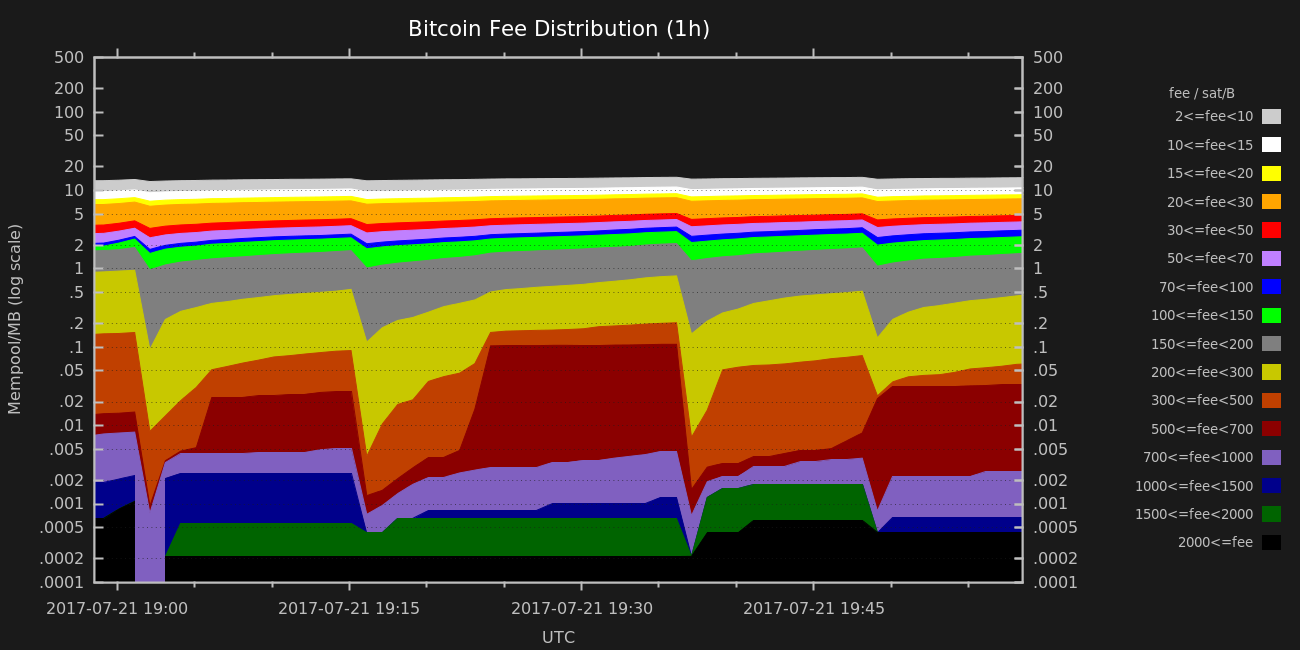 Bitcoin Fee Distribution (1h)
500
200
100
50
20
10
5
2
1
.5
.2
.1
.05
.02
.01
.005
.002
.001
.0005
.0002
.0001
Mempool/MB (log scale)
500
200
100
50
20
10
5
2
1
.5
.2
.1
.05
.02
.01
.005
.002
.001
.0005
.0002
.0001
fee / sat/B
2<=fee<10
10<=fee<15
15<=fee<20
20<=fee<30
30<=fee<50
50<=fee<70
70<=fee<100
100<=fee<150
150<=fee<200
200<=fee<300
300<=fee<500
500<=fee<700
700<=fee<1000
1000<=fee<1500
1500<=fee<2000
2000<=fee
2017-07-21 19:00
2017-07-21 19:15
2017-07-21 19:30
2017-07-21 19:45
UTC